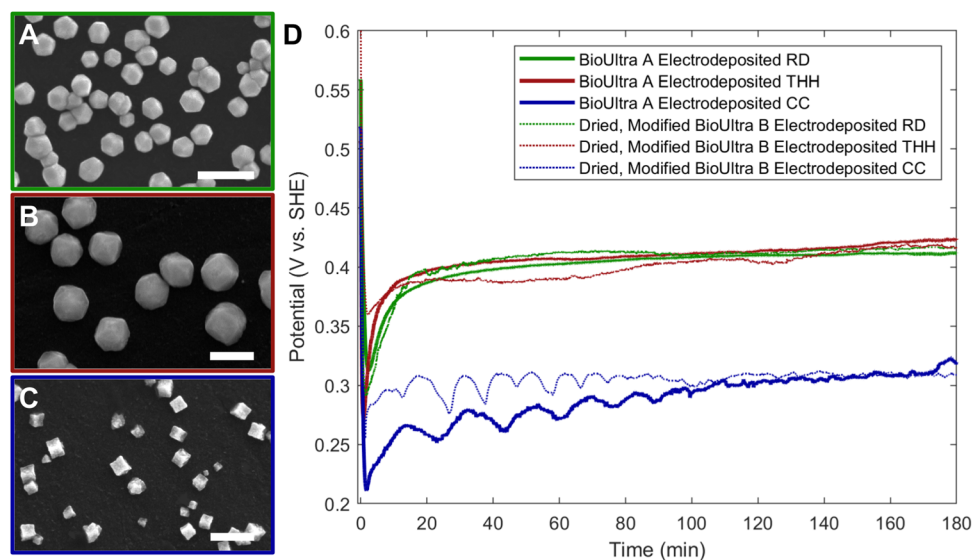 A
B
C
D
0.6
0.55
0.5
0.45
0.4
0.35
0.3
0.25
0.2
Potential (V vs. SHE)
BioUltra A Electrodeposited RD
BioUltra A Electrodeposited THH
BioUltra A Electrodeposited CC
Dried, Modified BioUltra B Electrodeposited RD
Dried, Modified BioUltra B Electrodeposited THH
Dried, Modified BioUltra B Electrodeposited CC
0 20 40 60 80 100 120 140 160 180
Time (min)